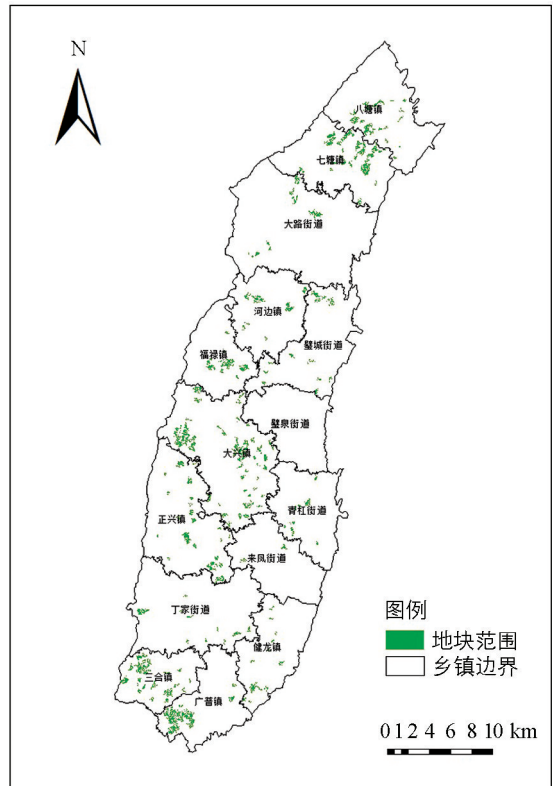 N
八塘镇
七塘镇
大路街道
河边镇
璧城街道
福禄镇
璧泉街道
大兴镇
青杠街道
正兴镇
来凤街道
丁家街道
健龙镇
三合镇
广普镇
图例
地块范围
乡镇边界
0 1 2 4 6 8 10 km